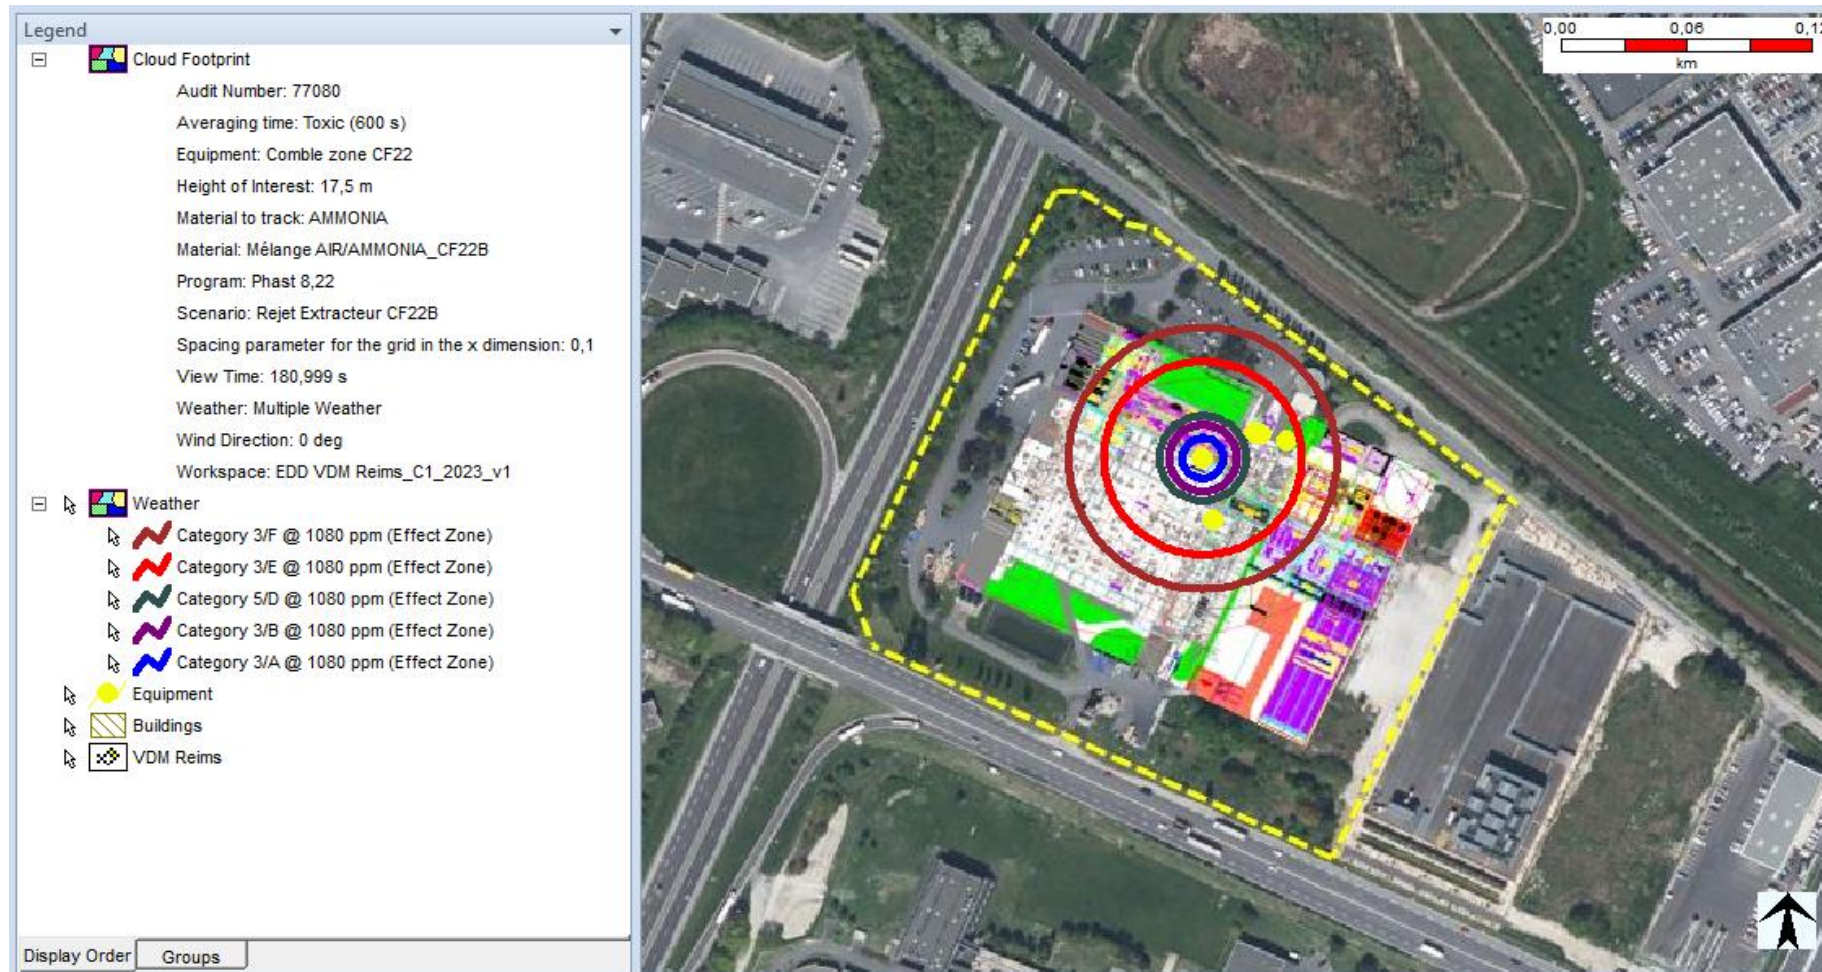 Legend
Cloud Footprint
Audit Number: 77080
Averaging time: Toxic (600 s)
Equipment: Comble zone CF22
Height of Interest: 17,5 m
Material to track: AMMONIA
Material: Mélange AIR/AMMONIA_CF22B
Program: Phast 8,22
Scenario: Rejet Extracteur CF22B
Spacing parameter for the grid in the x dimension: 0,1
View Time: 180,999 s
Weather: Multiple Weather
Wind Direction: 0 deg
Workspace: EDD VDM Reims_C1_2023_v1
Weather
Category 3/F @ 1080 ppm (Effect Zone)
Category 3/E @ 1080 ppm (Effect Zone)
Category 5/D @ 1080 ppm (Effect Zone)
Category 3/B @ 1080 ppm (Effect Zone)
Category 3/A @ 1080 ppm (Effect Zone)
Equipment
Buildings
VDM Reims
Display Order Groups
0,00 0,06 0,12
km